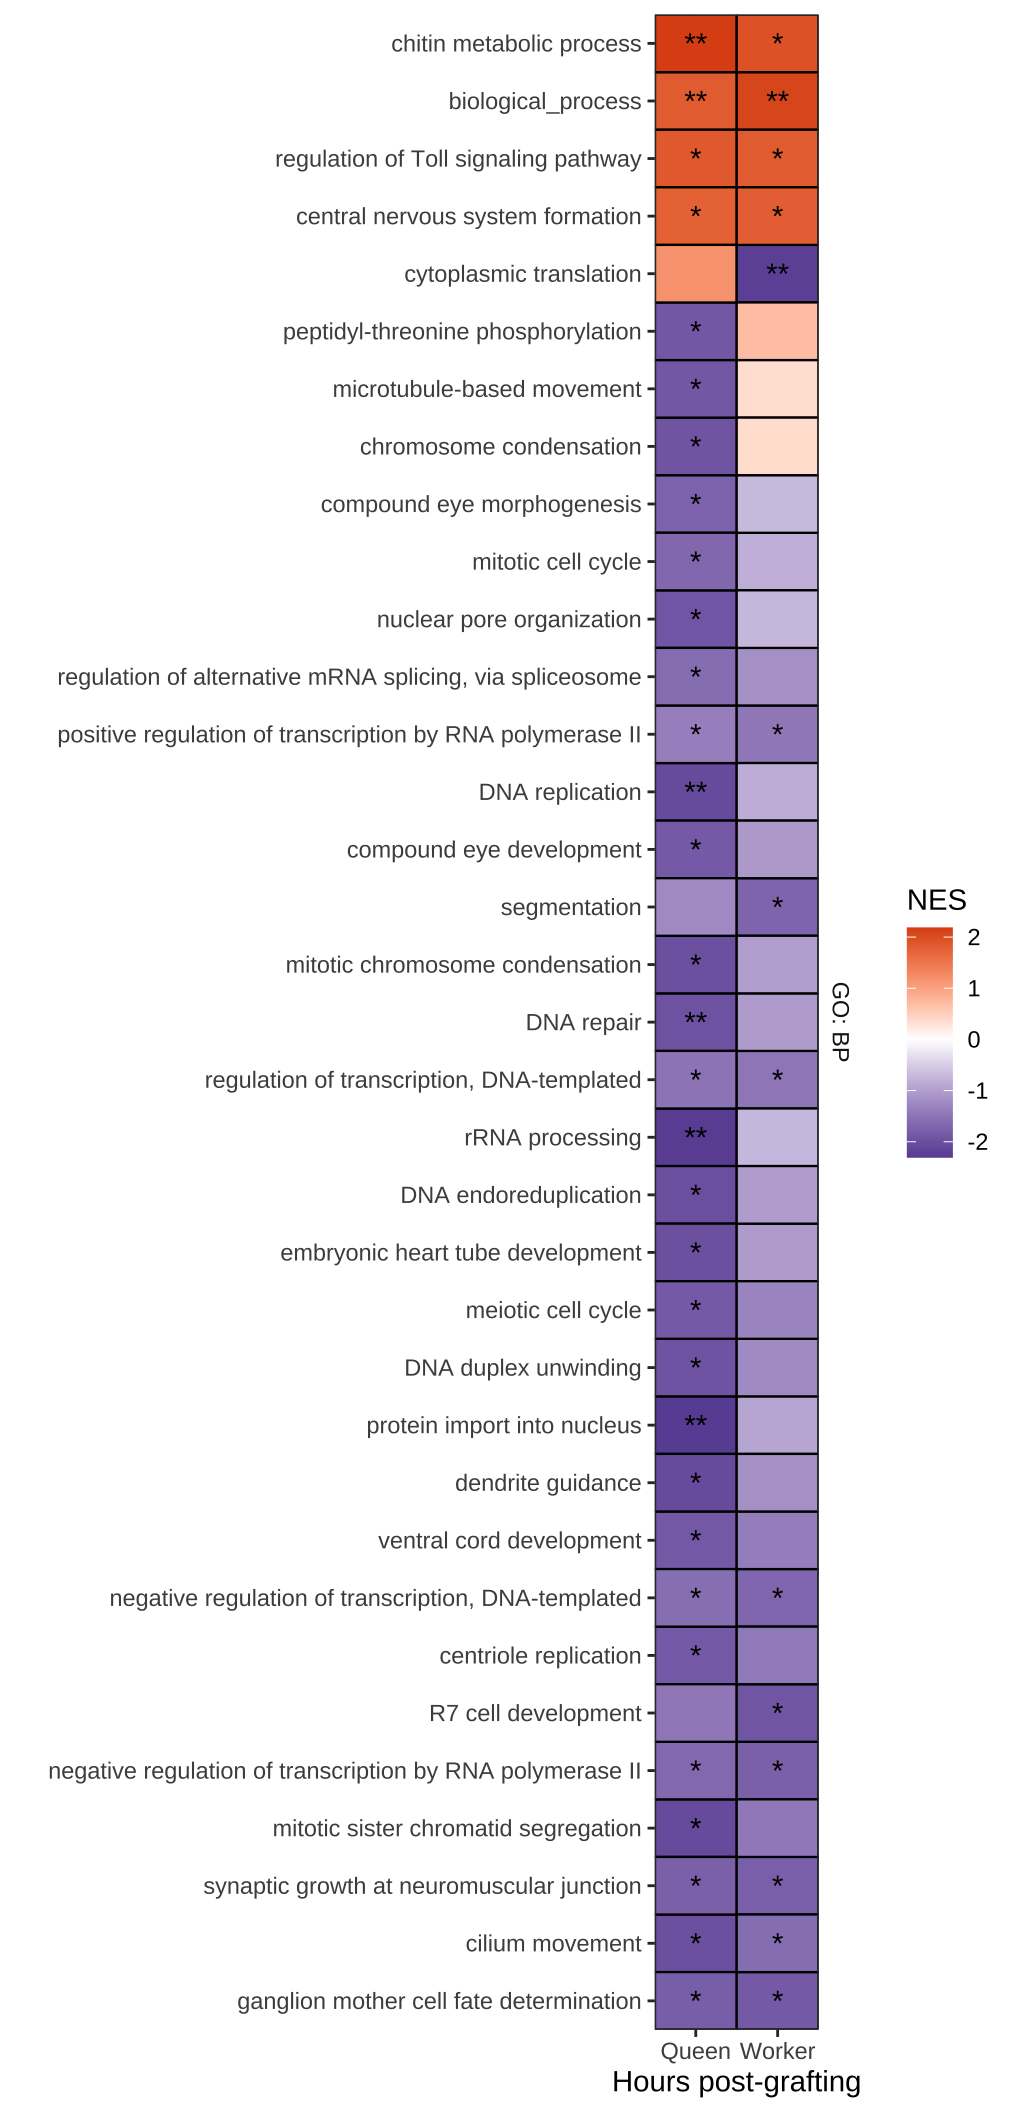 chitin metabolic process ** *
biological_process ** **
regulation of Toll signaling pathway * *
central nervous system formation * *
cytoplasmic translation **
peptidyl-threonine phosphorylation *
microtubule-based movement *
chromosome condensation *
compound eye morphogenesis *
mitotic cell cycle *
nuclear pore organization *
regulation of alternative mRNA splicing, via spliceosome *
positive regulation of transcription by RNA polymerase II * *
DNA replication **
compound eye development *
segmentation *
mitotic chromosome condensation *
DNA repair **
regulation of transcription, DNA-templated * *
rRNA processing **
DNA endoreduplication *
embryonic heart tube development *
meiotic cell cycle *
DNA duplex unwinding *
protein import into nucleus **
dendrite guidance *
ventral cord development *
negative regulation of transcription, DNA-templated * *
centriole replication *
R7 cell development *
negative regulation of transcription by RNA polymerase II * *
mitotic sister chromatid segregation *
synaptic growth at neuromuscular junction * *
cilium movement * *
ganglion mother cell fate determination * *
Queen Worker
Hours post-grafting
GO: BP
NES
2
1
0
-1
-2